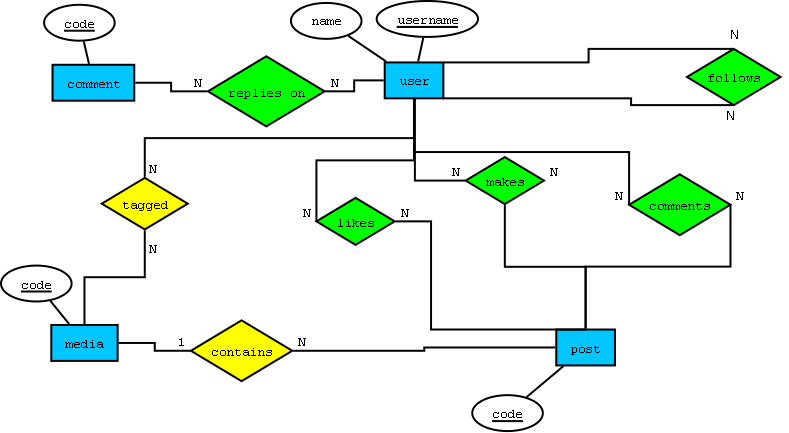 code
name
username
N
comment
user
follows
N
N
replies on
N
N
N
N
N
makes
tagged
N
N
comments
N
N
likes
N
code
media
1
N
contains
post
code